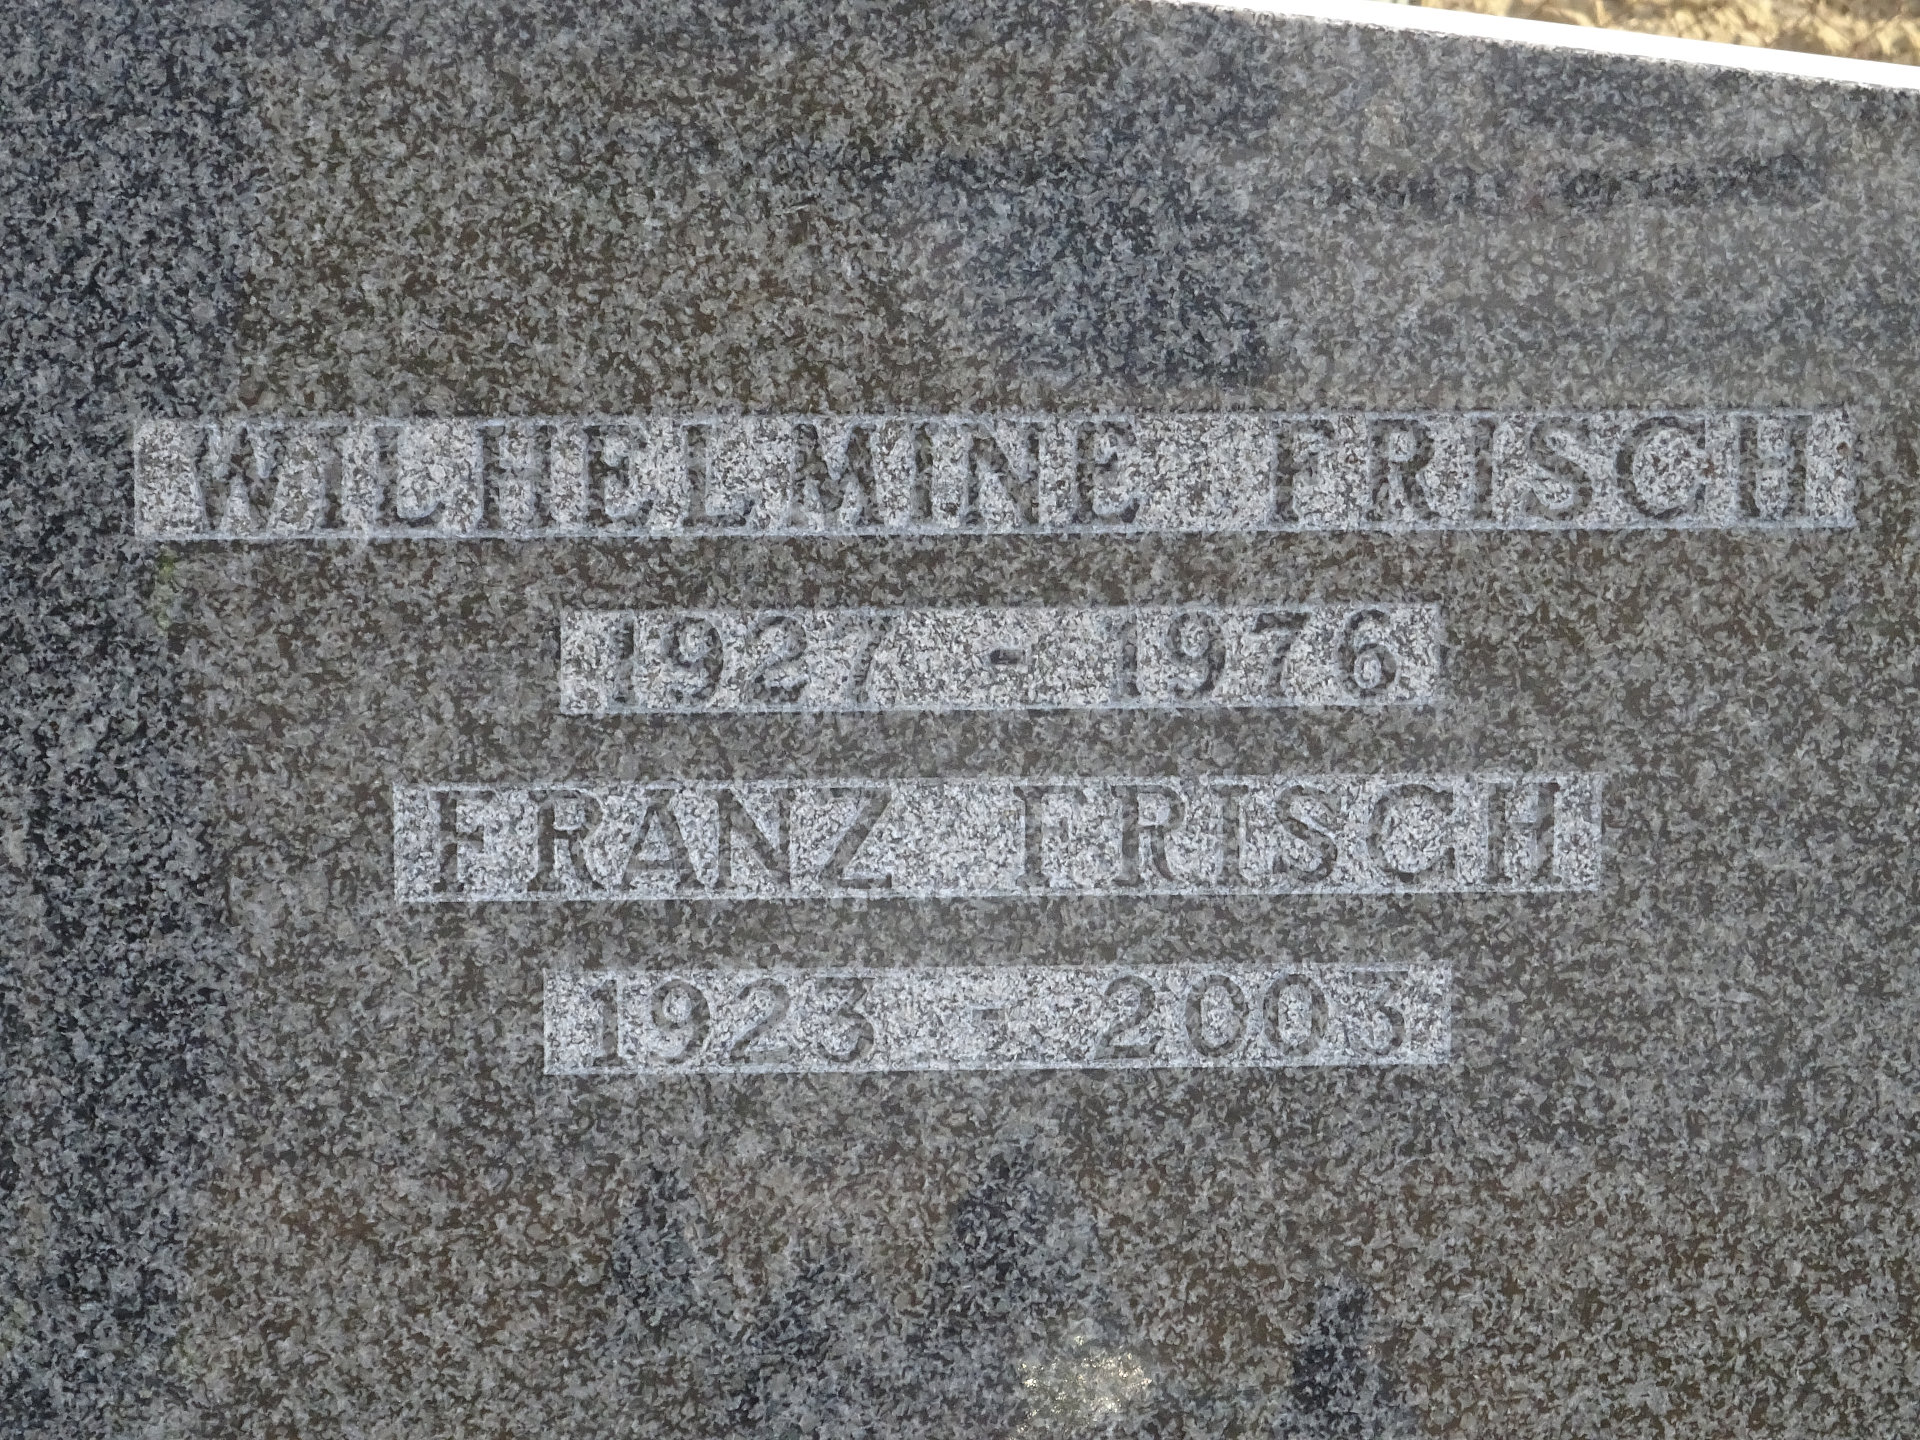 WILHELMINE FRISCH
1927 - 1976
FRANZ FRISCH
1923 - 2003